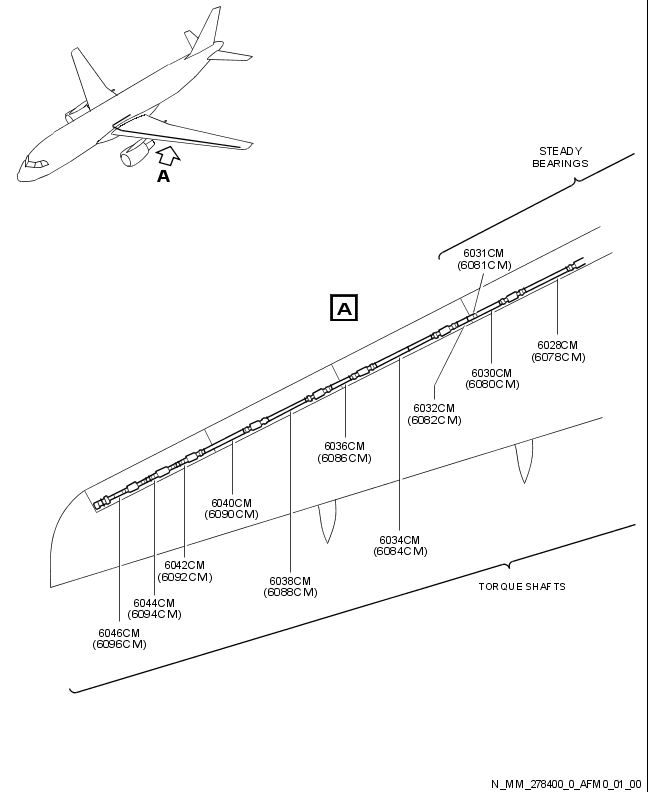 A
STEADY
BEARINGS
6031CM
(6081CM)
A
6028CM
(6078CM)
6030CM
(6080CM)
6032CM
(6082CM)
6036CM
(6086CM)
6040CM
(6090CM)
6034CM
(6084CM)
6042CM
(6092CM)
6038CM
(6088CM)
TORQUE SHAFTS
6044CM
(6094CM)
6046CM
(6096CM)
N_MM_278400_0_AFM0_01_00